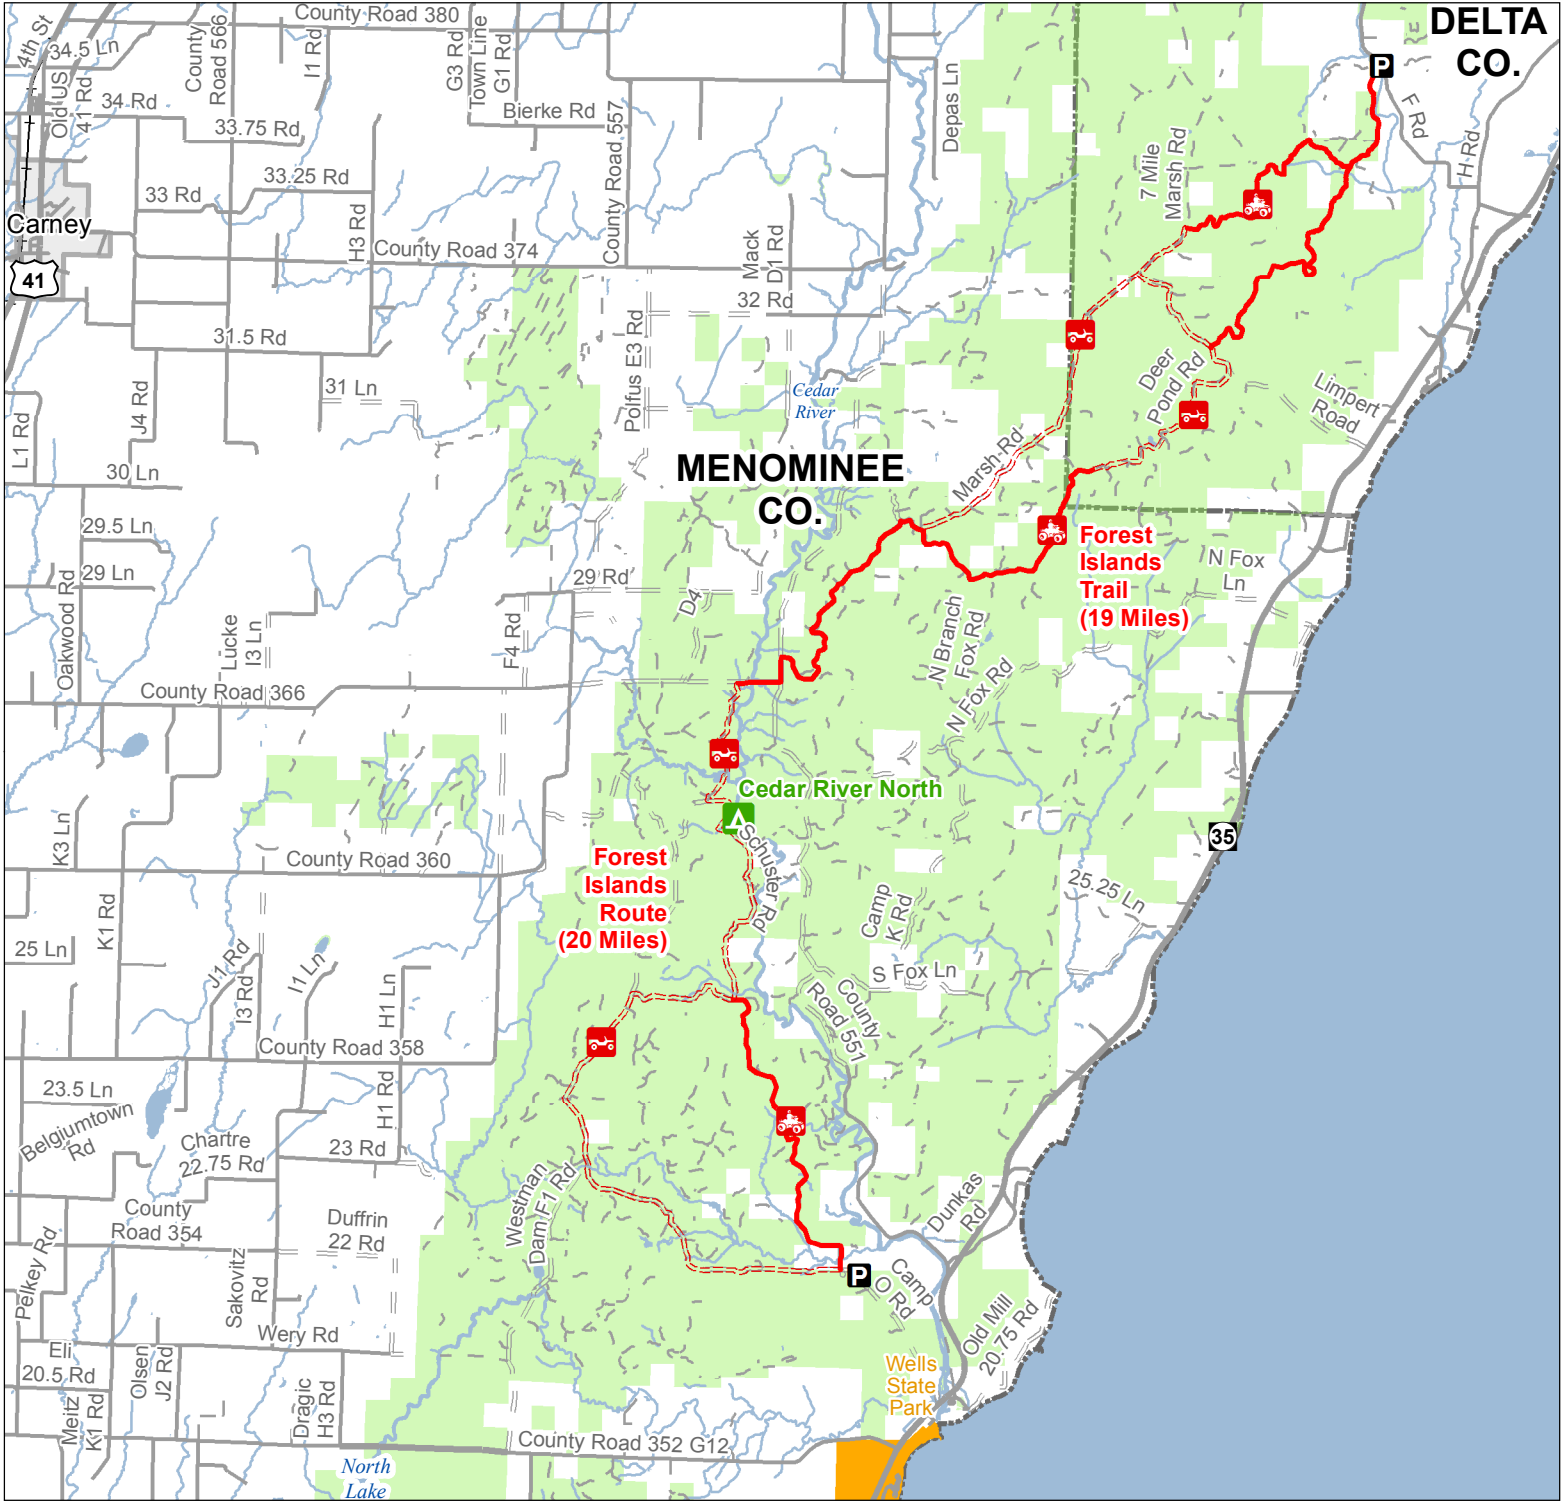 County Road 380
DELTA
CO.
4th St
34.5 Ln
Old US
41 Rd
County
Road 566
I1 Rd
G3 Rd
Town Line
G1 Rd
P
34 Rd
33.75 Rd
Bierke Rd
County Road 557
Depas Ln
F Rd
H Rd
7 Mile
Marsh Rd
33 Rd
33.25 Rd
Carney
H3 Rd
County Road 374
Mack
D1 Rd
41
32 Rd
31.5 Rd
Polfus E3 Rd
Deer
Pond Rd
Limpert
Road
L1 Rd
J4 Rd
31 Ln
Cedar
River
Marsh Rd
30 Ln
MENOMINEE
CO.
29.5 Ln
Forest
Islands
Trail
(19 Miles)
N Fox
Ln
29 Ln
29 Rd
D4
Oakwood Rd
Lucke
I3 Ln
F4 Rd
N Branch
Fox Rd
N Fox Rd
County Road 366
Cedar River North
K3 Ln
Schuster Rd
35
County Road 360
Forest
Islands
Route
(20 Miles)
Camp
K Rd
25.25 Ln
K1 Rd
25 Ln
J1 Rd
I3 Rd
I1 Ln
H1 Ln
S Fox Ln
County
Road 551
County Road 358
23.5 Ln
Belgiumtown
Rd
Chartre
22.75 Rd
H1 Rd
23 Rd
Westman
Dam F1 Rd
Dunkas
Rd
County
Road 354
Duffrin
22 Rd
Pelkey Rd
Sakovitz
Rd
P
Camp
O Rd
Old Mill
20.75 Rd
Wery Rd
Eli
20.5 Rd
Olsen
J2 Rd
Wells
State
Park
Meitz
K1 Rd
Dragic
H3 Rd
County Road 352 G12
North
Lake